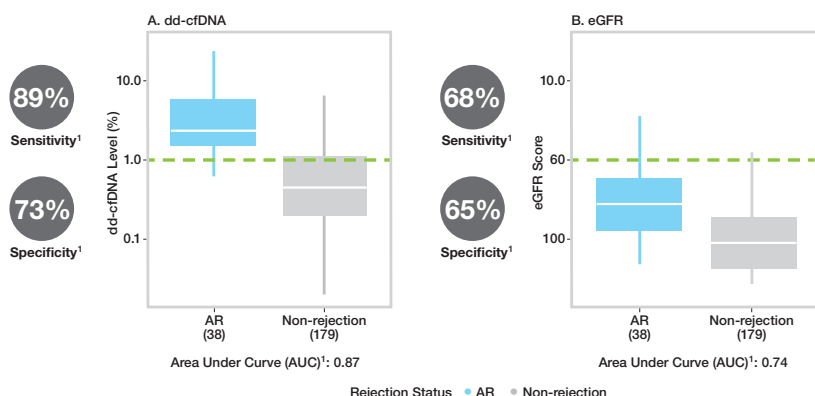 A. dd-cfDNA
89%
Sensitivity1
73%
Specificity1
dd-cfDNA Level (%)
10.0
1.0
0.1
AR
(38)
Non-rejection
(179)
Area Under Curve (AUC)1: 0.87
B. eGFR
68%
Sensitivity1
65%
Specificity1
eGFR Score
10.0
60
100
AR
(38)
Non-rejection
(179)
Area Under Curve (AUC)1: 0.74
Rejection Status AR Non-rejection